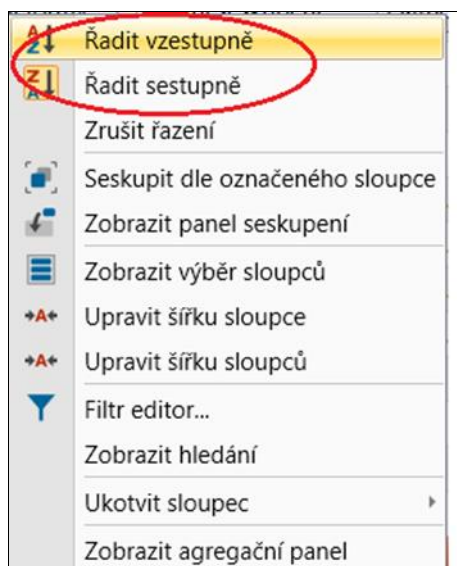 Řadit vzestupně
Řadit sestupně
Zrušit řazení
Seskupit dle označeného sloupce
Zobrazit panel seskupení
Zobrazit výběr sloupců
Upravit šířku sloupce
Upravit šířku sloupců
Filtr editor...
Zobrazit hledání
Ukotvit sloupec
Zobrazit agregační panel